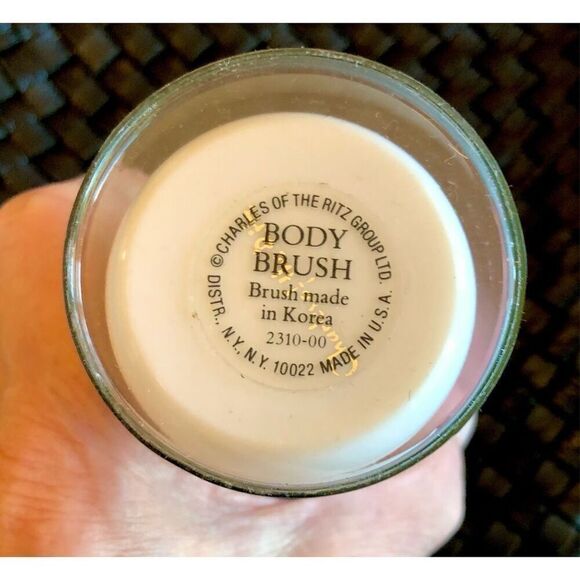 ©CHARLES OF THE RITZ GROUP LTD.
BODY
BRUSH
Brush made
in Korea
2310-00
DISTR., N.Y., N.Y. 10022 MADE IN U.S.A.